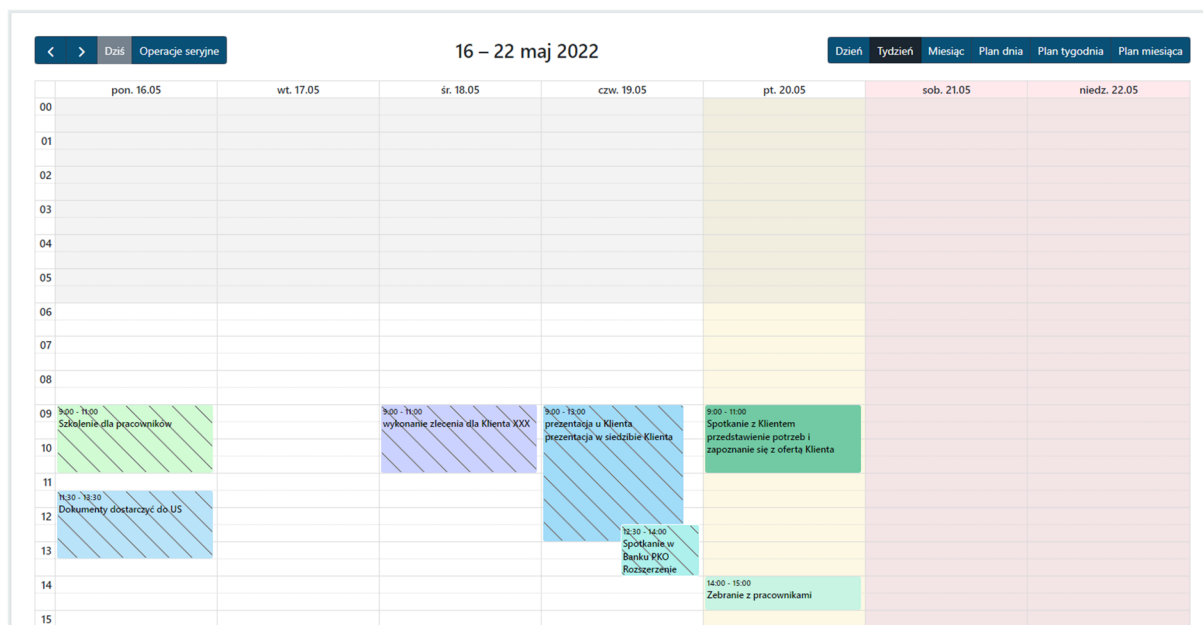 Dziś Operacje seryjne
16 – 22 maj 2022
Dzień Tydzień Miesiąc Plan dnia Plan tygodnia Plan miesiąca
pon. 16.05 wt. 17.05 śr. 18.05 czw. 19.05 pt. 20.05 sob. 21.05 niedz. 22.05
00
01
02
03
04
05
06
07
08
09
10
11
12
13
14
15
9:00 - 11:00
Szkolenie dla pracowników
11:30 - 13:30
Dokumenty dostarczyć do US
9:00 - 11:00
wykonanie zlecenia dla Klienta XXX
9:00 - 13:00
prezentacja u Klienta
prezentacja w siedzibie Klienta
12:30 - 14:00
Spotkanie w
Banku PKO
Rozszerzenie
9:00 - 11:00
Spotkanie z Klientem
przedstawienie potrzeb i
zapoznanie się z ofertą Klienta
14:00 - 15:00
Zebranie z pracownikami